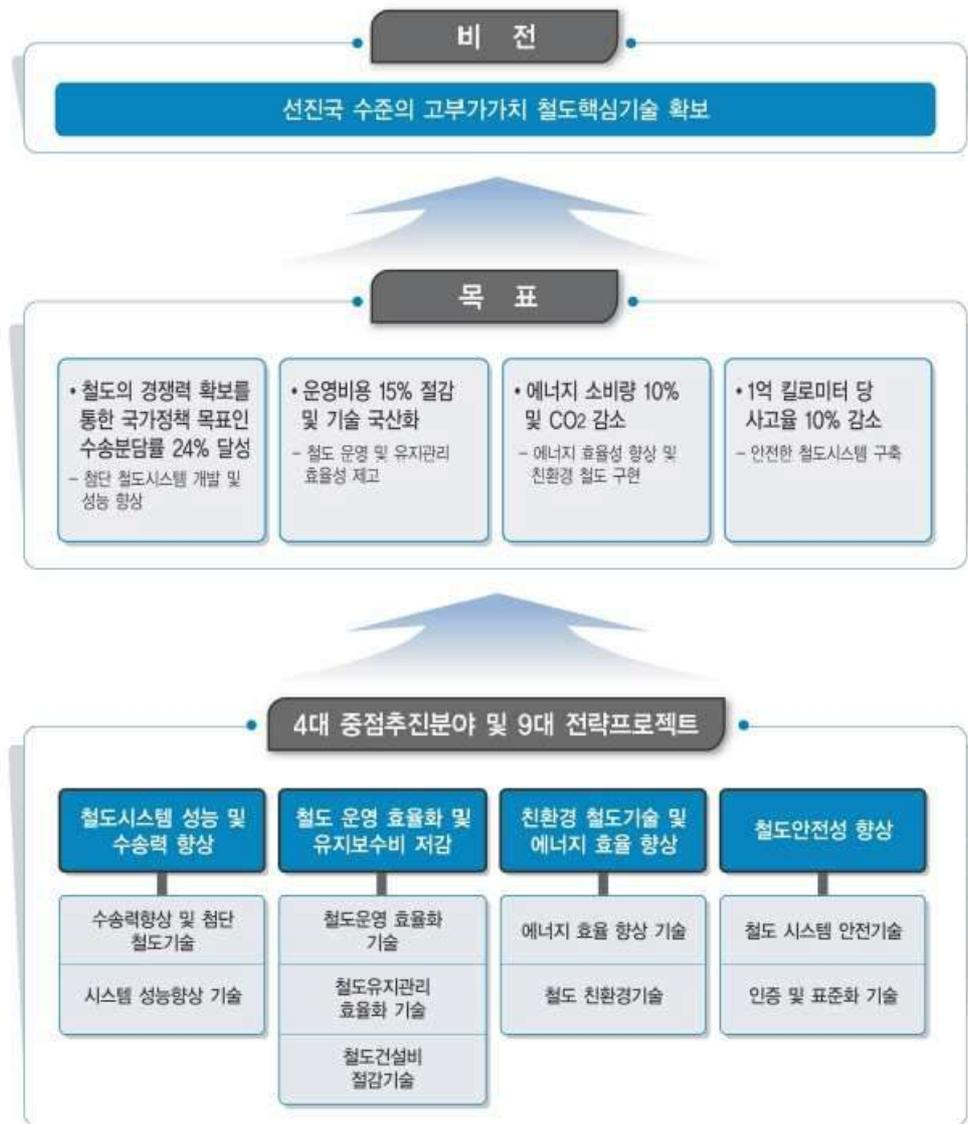 비 전
선진국 수준의 고부가가치 철도핵심기술 확보
목 표
• 철도의 경쟁력 확보를
통한 국가정책 목표인
수송분담률 24% 달성
– 첨단 철도시스템 개발 및
성능 향상
• 운영비용 15% 절감
및 기술 국산화
– 철도 운영 및 유지관리
효율성 제고
• 에너지 소비량 10%
및 CO2 감소
– 에너지 효율성 향상 및
친환경 철도 구현
• 1억 킬로미터 당
사고율 10% 감소
– 안전한 철도시스템 구축
4대 중점추진분야 및 9대 전략프로젝트
철도시스템 성능 및
수송력 향상
수송력향상 및 첨단
철도기술
시스템 성능향상 기술
철도 운영 효율화 및
유지보수비 저감
철도운영 효율화
기술
철도유지관리
효율화 기술
철도건설비
절감기술
친환경 철도기술 및
에너지 효율 향상
에너지 효율 향상 기술
철도 친환경기술
철도안전성 향상
철도 시스템 안전기술
인증 및 표준화 기술